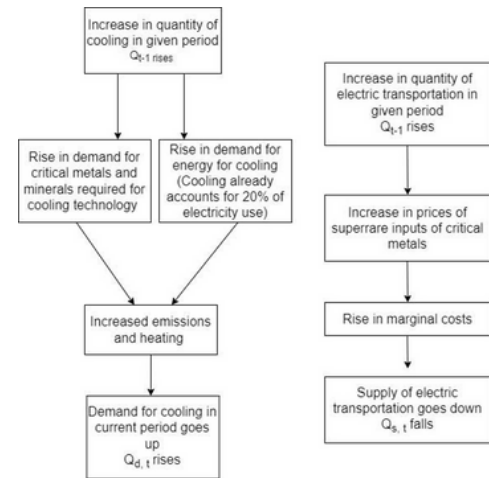 Increase in quantity of
cooling in given period
Qt-1 rises
Rise in demand for
critical metals and
minerals required for
cooling technology
Rise in demand for
energy for cooling
(Cooling already
accounts for 20% of
electricity use)
Increased emissions
and heating
Demand for cooling in
current period goes
up
Qd, t rises
Increase in quantity of
electric transportation in
given period
Qt-1 rises
Increase in prices of
superrare inputs of critical
metals
Rise in marginal costs
Supply of electric
transportation goes down
Qs, t falls